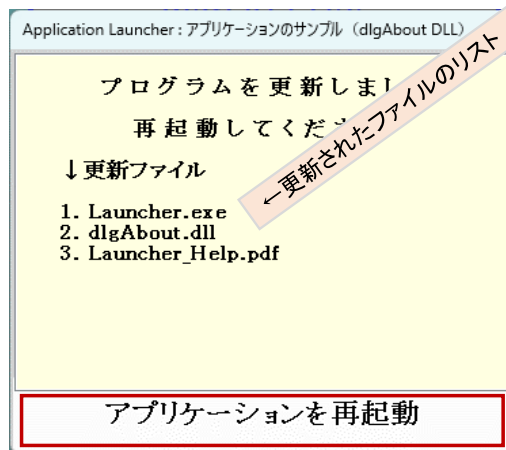 Application Launcher : アプリケーションのサンプル（dlgAbout DLL）
プログラムを更新しまし
再起動してくだ
←更新されたファイルのリスト
↓更新ファイル
1. Launcher.exe
2. dlgAbout.dll
3. Launcher_Help.pdf
アプリケーションを再起動